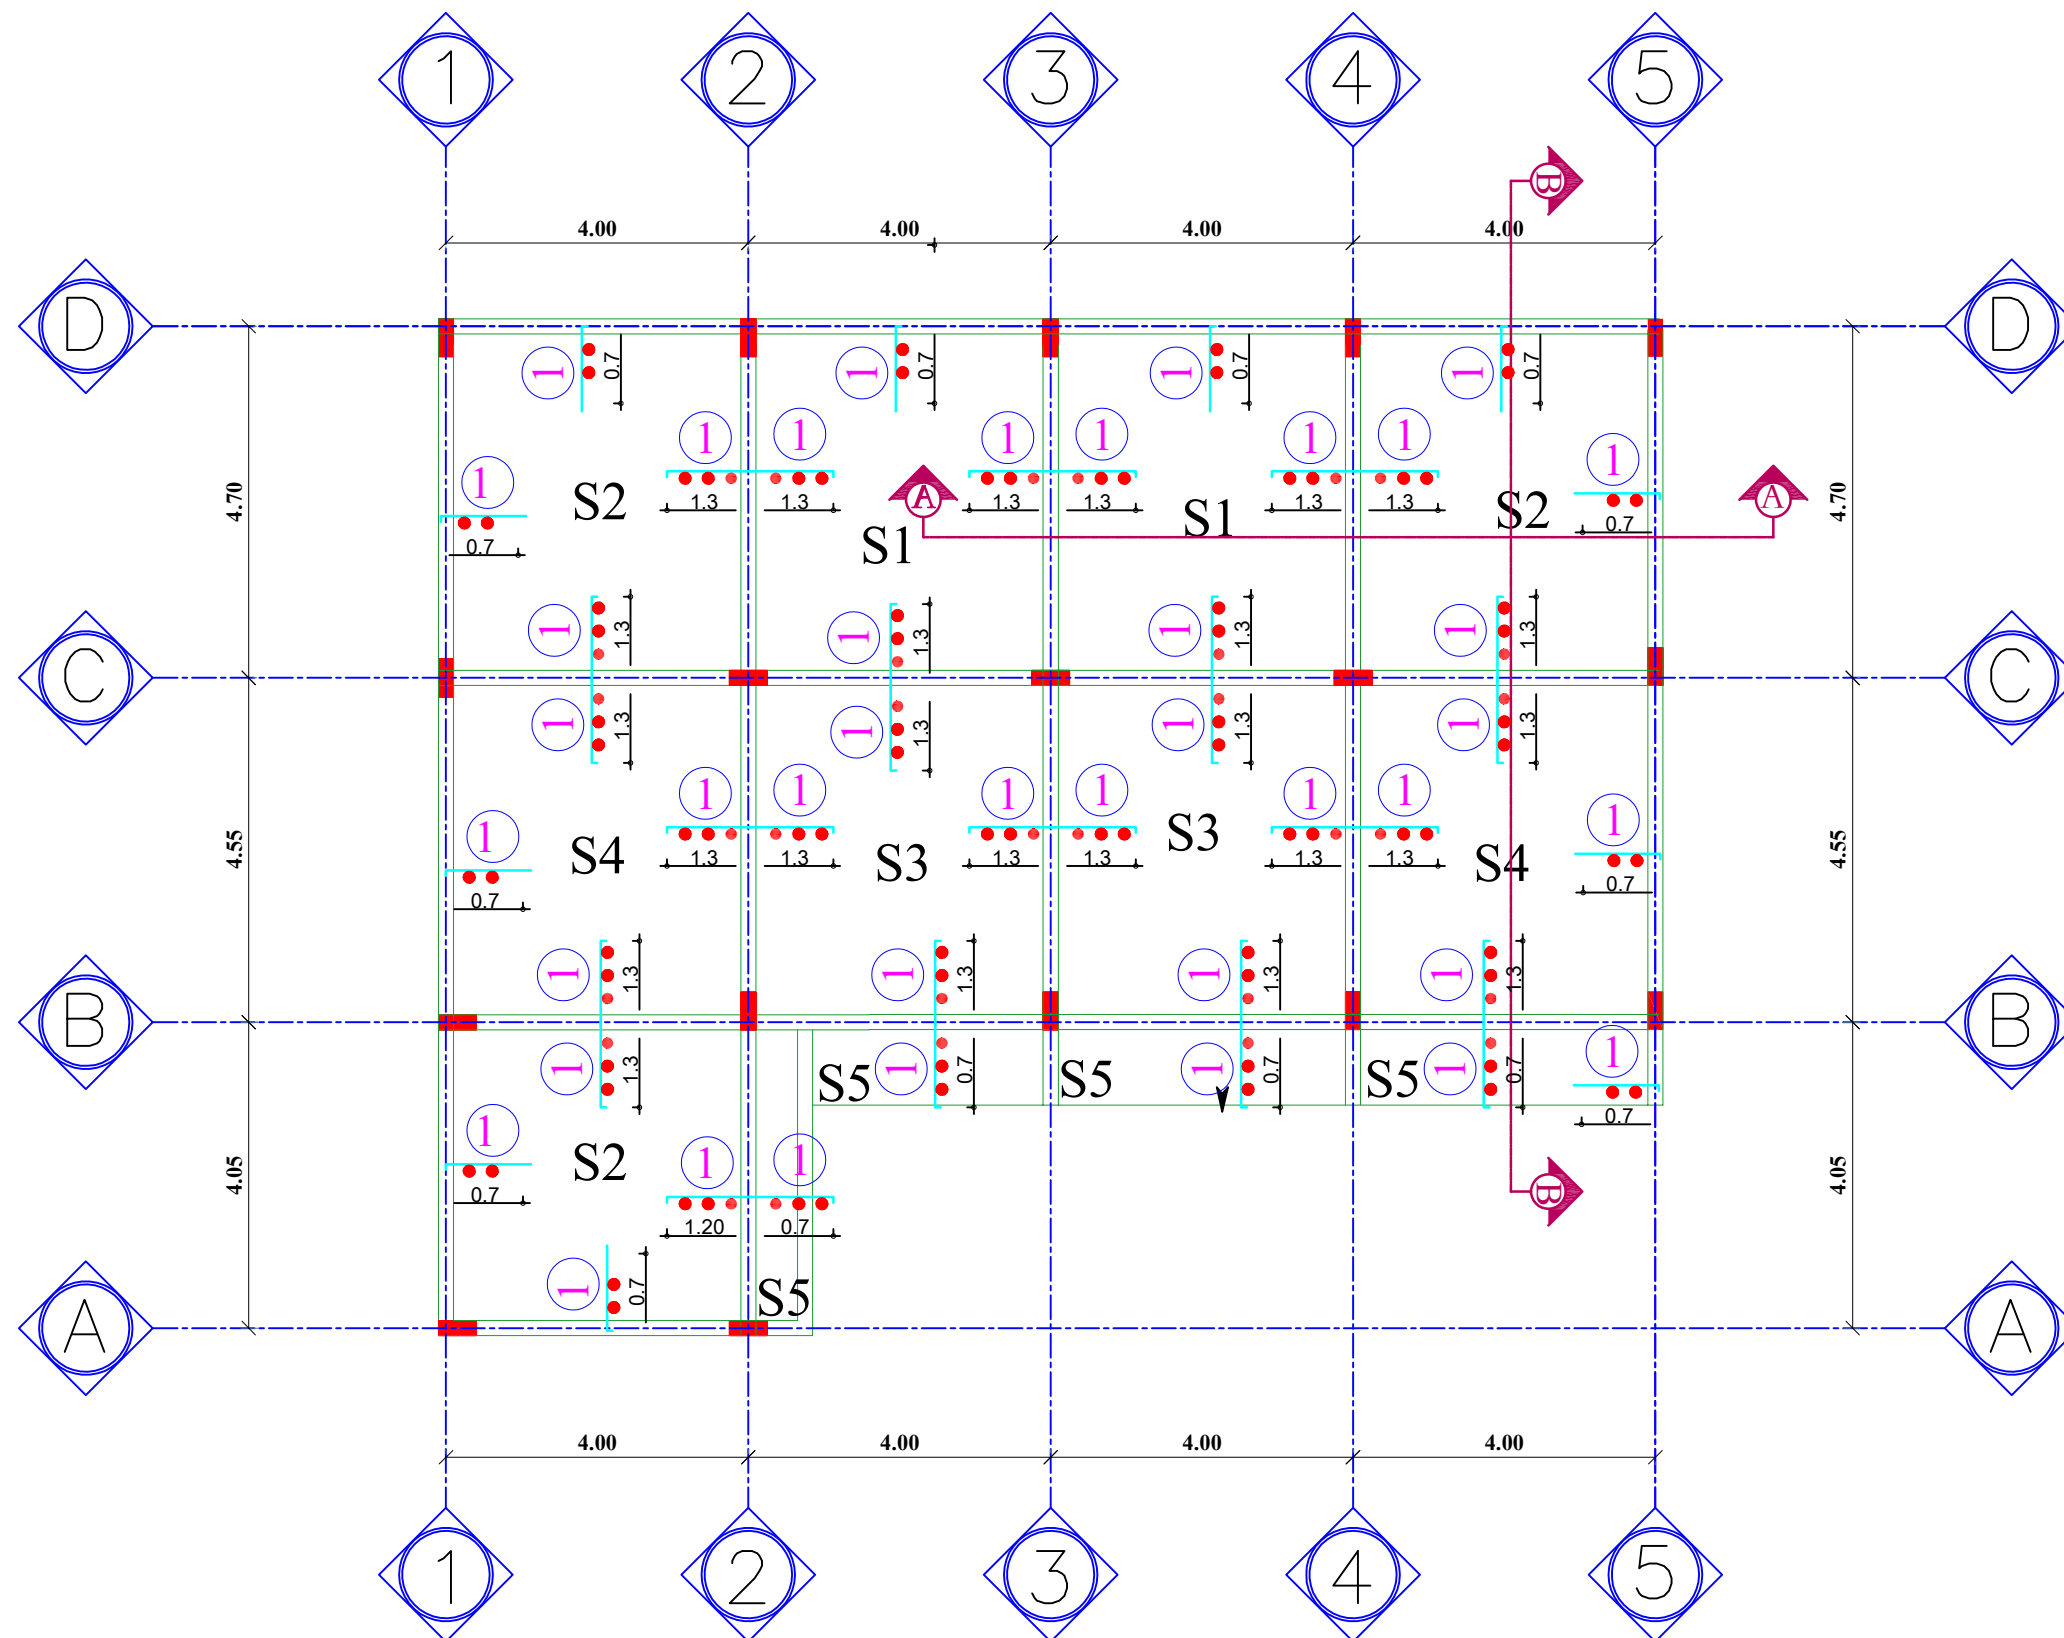 1 2 3 4 5
B
4.00 4.00 4.00 4.00
D D
1 0.7 1 0.7 1 0.7 1 0.7
1 1 1 1 1 1
1 1
1.3 1.3 1.3 1.3 1.3 1.3
4.70 S2 A S1 S2 A 4.70
0.7 S1 0.7
1 1.3 1 1.3 1 1.3 1 1.3
C C
1 1.3 1 1.3 1 1.3 1 1.3
1 1 1 1 1 1
1 1
1.3 1.3 1.3 1.3 1.3 1.3
4.55 S4 S3 S3 S4 4.55
0.7 0.7
1 1.3 1 1.3 1 1.3 1 1.3
B B
1 1.3 S5 1 0.7 S5 1 0.7 S5 1 0.7 1
0.7
1 1 1
4.05 S2 B 4.05
0.7 1.20 0.7
1 0.7 S5
A A
4.00 4.00 4.00 4.00
1 2 3 4 5